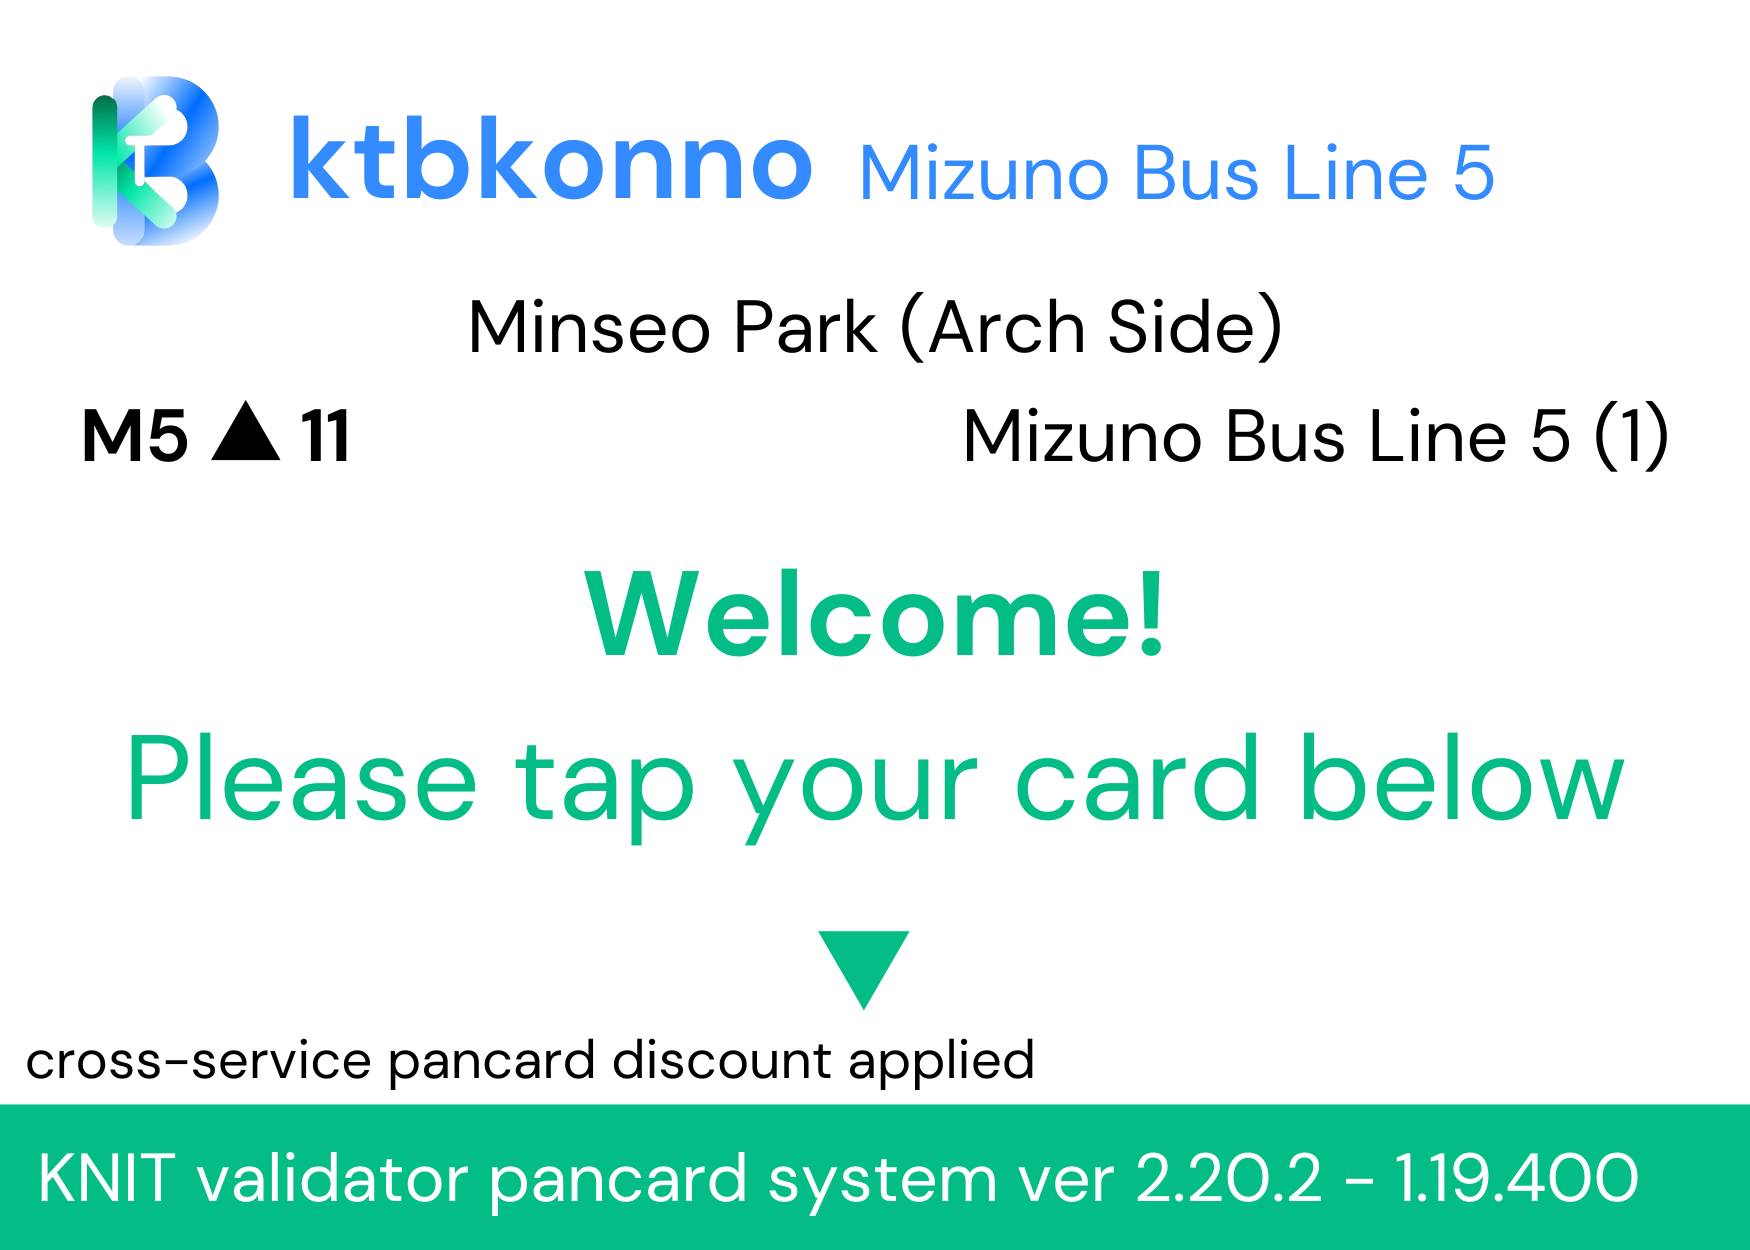 ktbkonno Mizuno Bus Line 5
Minseo Park (Arch Side)
M5 ▲ 11 Mizuno Bus Line 5 (1)
Welcome!
Please tap your card below
▼
cross-service pancard discount applied
KNIT validator pancard system ver 2.20.2 - 1.19.400